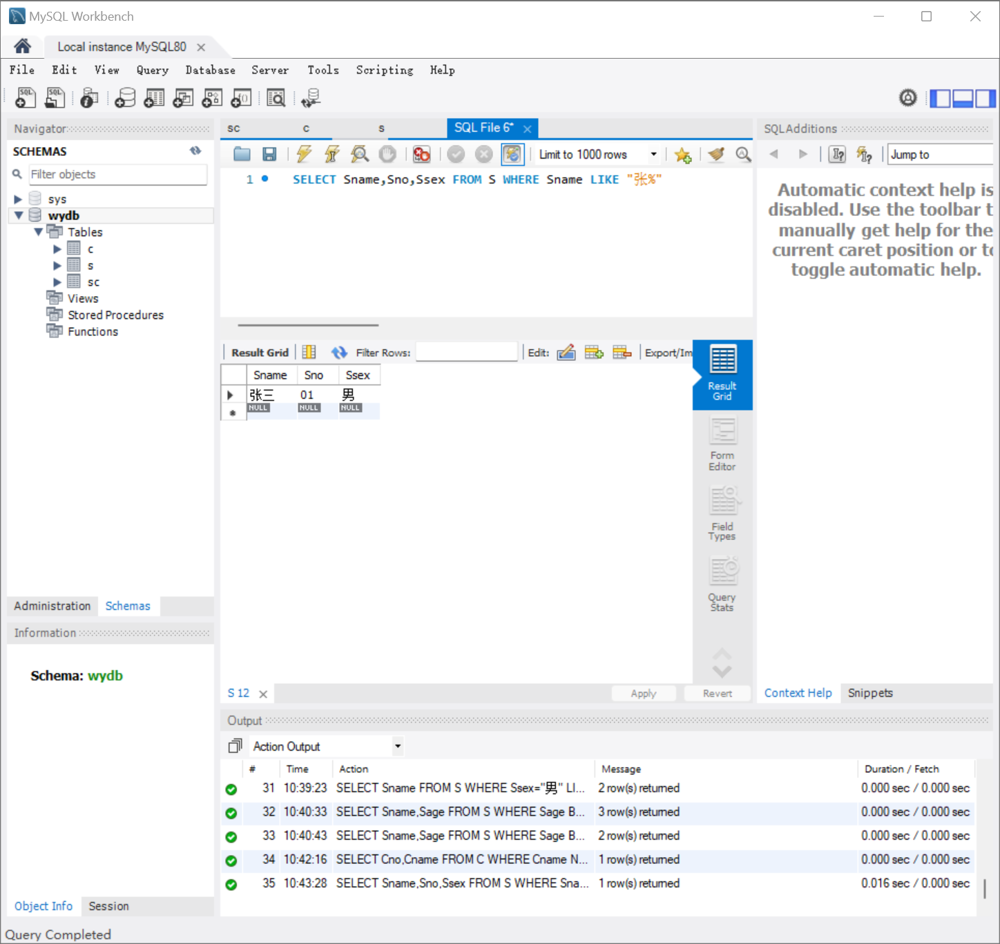 MySQL Workbench
Local instance MySQL80
File Edit View Query Database Server Tools Scripting Help
Navigator
SCHEMAS
Filter objects
sys
wydb
Tables
c
s
sc
Views
Stored Procedures
Functions
Administration Schemas
Information
Schema: wydb
Object Info Session
sc c s SQL File 6*
Limit to 1000 rows
1 SELECT Sname,Sno,Ssex FROM S WHERE Sname LIKE "张%"
Result Grid Filter Rows: Edit: Export/Im
Sname Sno Ssex
张三 01 男
NULL NULL NULL
Result
Grid
Form
Editor
Field
Types
Query
Stats
S 12 Apply Revert
SQLAdditions
Jump to
Automatic context help is
disabled. Use the toolbar t
manually get help for the
current caret position or to
toggle automatic help.
Context Help Snippets
Output
Action Output
# Time Action Message Duration / Fetch
31 10:39:23 SELECT Sname FROM S WHERE Ssex="男" LI... 2 row(s) returned 0.000 sec / 0.000 sec
32 10:40:33 SELECT Sname,Sage FROM S WHERE Sage B... 3 row(s) returned 0.000 sec / 0.000 sec
33 10:40:43 SELECT Sname,Sage FROM S WHERE Sage B... 2 row(s) returned 0.000 sec / 0.000 sec
34 10:42:16 SELECT Cno,Cname FROM C WHERE Cname N... 1 row(s) returned 0.000 sec / 0.000 sec
35 10:43:28 SELECT Sname,Sno,Ssex FROM S WHERE Sna... 1 row(s) returned 0.016 sec / 0.000 sec
Query Completed